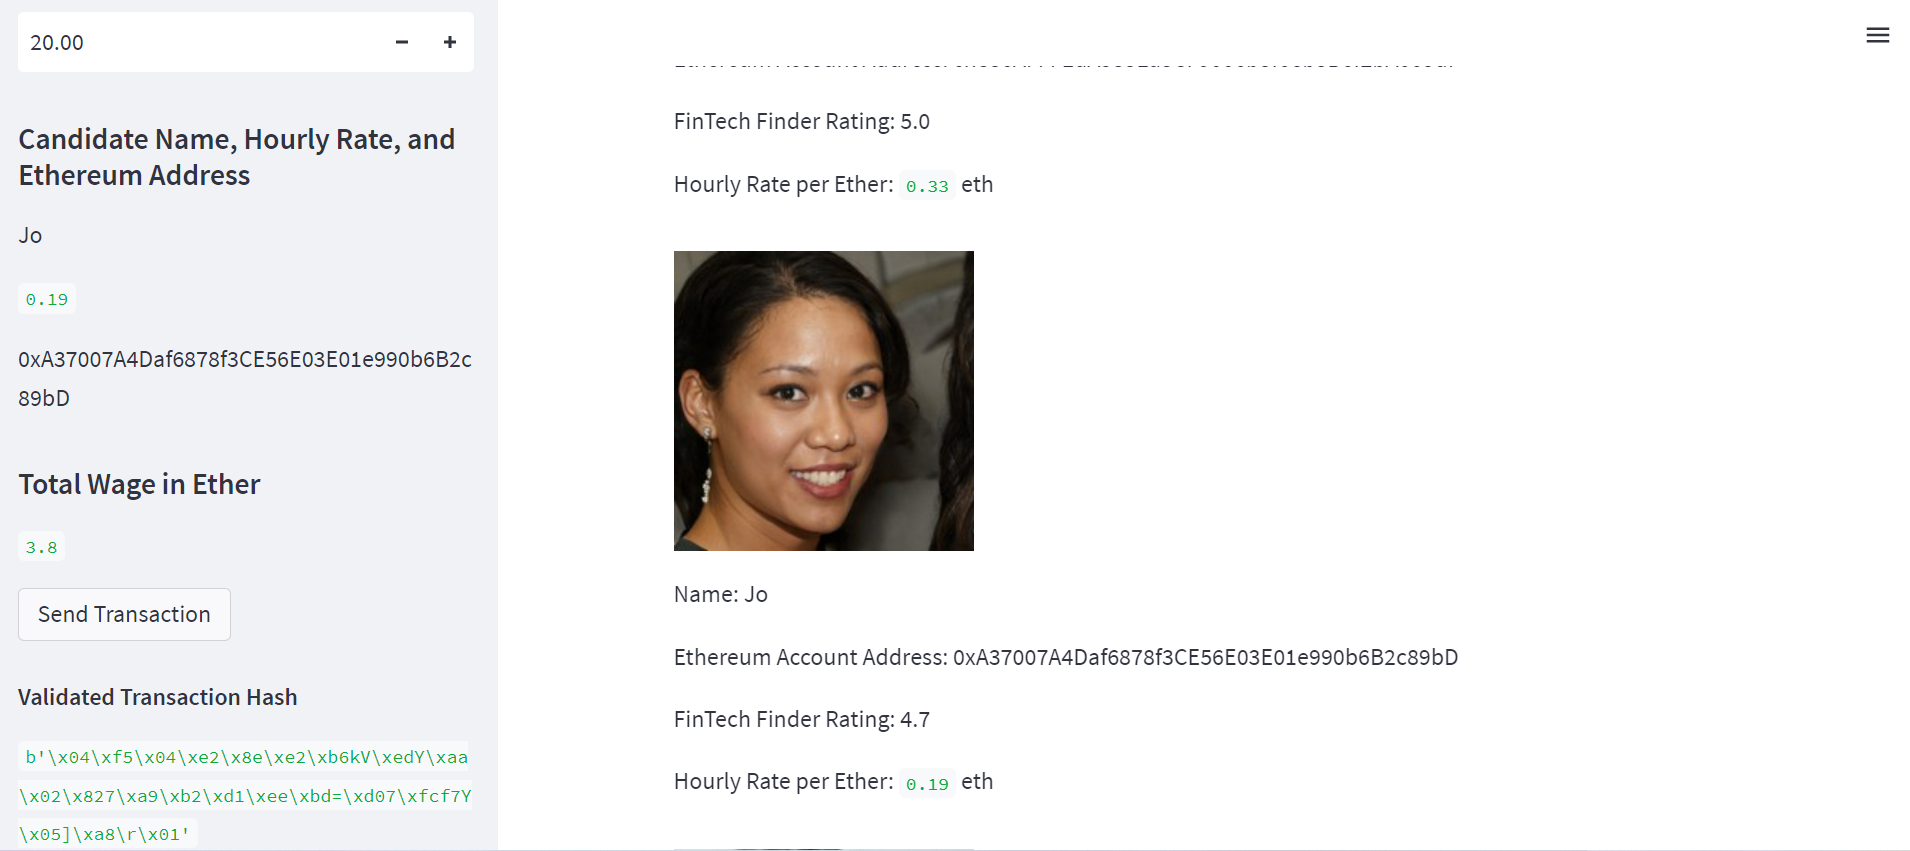 20.00
Candidate Name, Hourly Rate, and
Ethereum Address
Jo
0.19
0xA37007A4Daf6878f3CE56E03E01e990b6B2c
89bD
Total Wage in Ether
3.8
Send Transaction
Validated Transaction Hash
b'\x04\xf5\x04\xe2\x8e\xe2\xb6kV\xedY\xaa
\x02\x827\xa9\xb2\xd1\xee\xbd=\xd07\xfcf7Y
\x05]\xa8\r\x01'
FinTech Finder Rating: 5.0
Hourly Rate per Ether: 0.33 eth
Name: Jo
Ethereum Account Address: 0xA37007A4Daf6878f3CE56E03E01e990b6B2c89bD
FinTech Finder Rating: 4.7
Hourly Rate per Ether: 0.19 eth